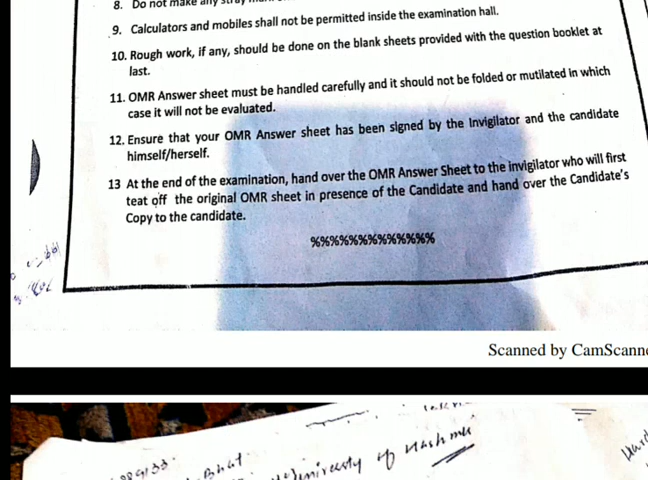 8. Do not make any stray
9. Calculators and mobiles shall not be permitted inside the examination hall.
10. Rough work, if any, should be done on the blank sheets provided with the question booklet at
last.
11. OMR Answer sheet must be handled carefully and it should not be folded or mutilated in which
case it will not be evaluated.
12. Ensure that your OMR Answer sheet has been signed by the Invigilator and the candidate
himself/herself.
13 At the end of the examination, hand over the OMR Answer Sheet to the invigilator who will first
teat off the original OMR sheet in presence of the Candidate and hand over the Candidate's
Copy to the candidate.
%%%%%%%%%%%%%
Scanned by CamScanne
Bhat
University of Kashmir